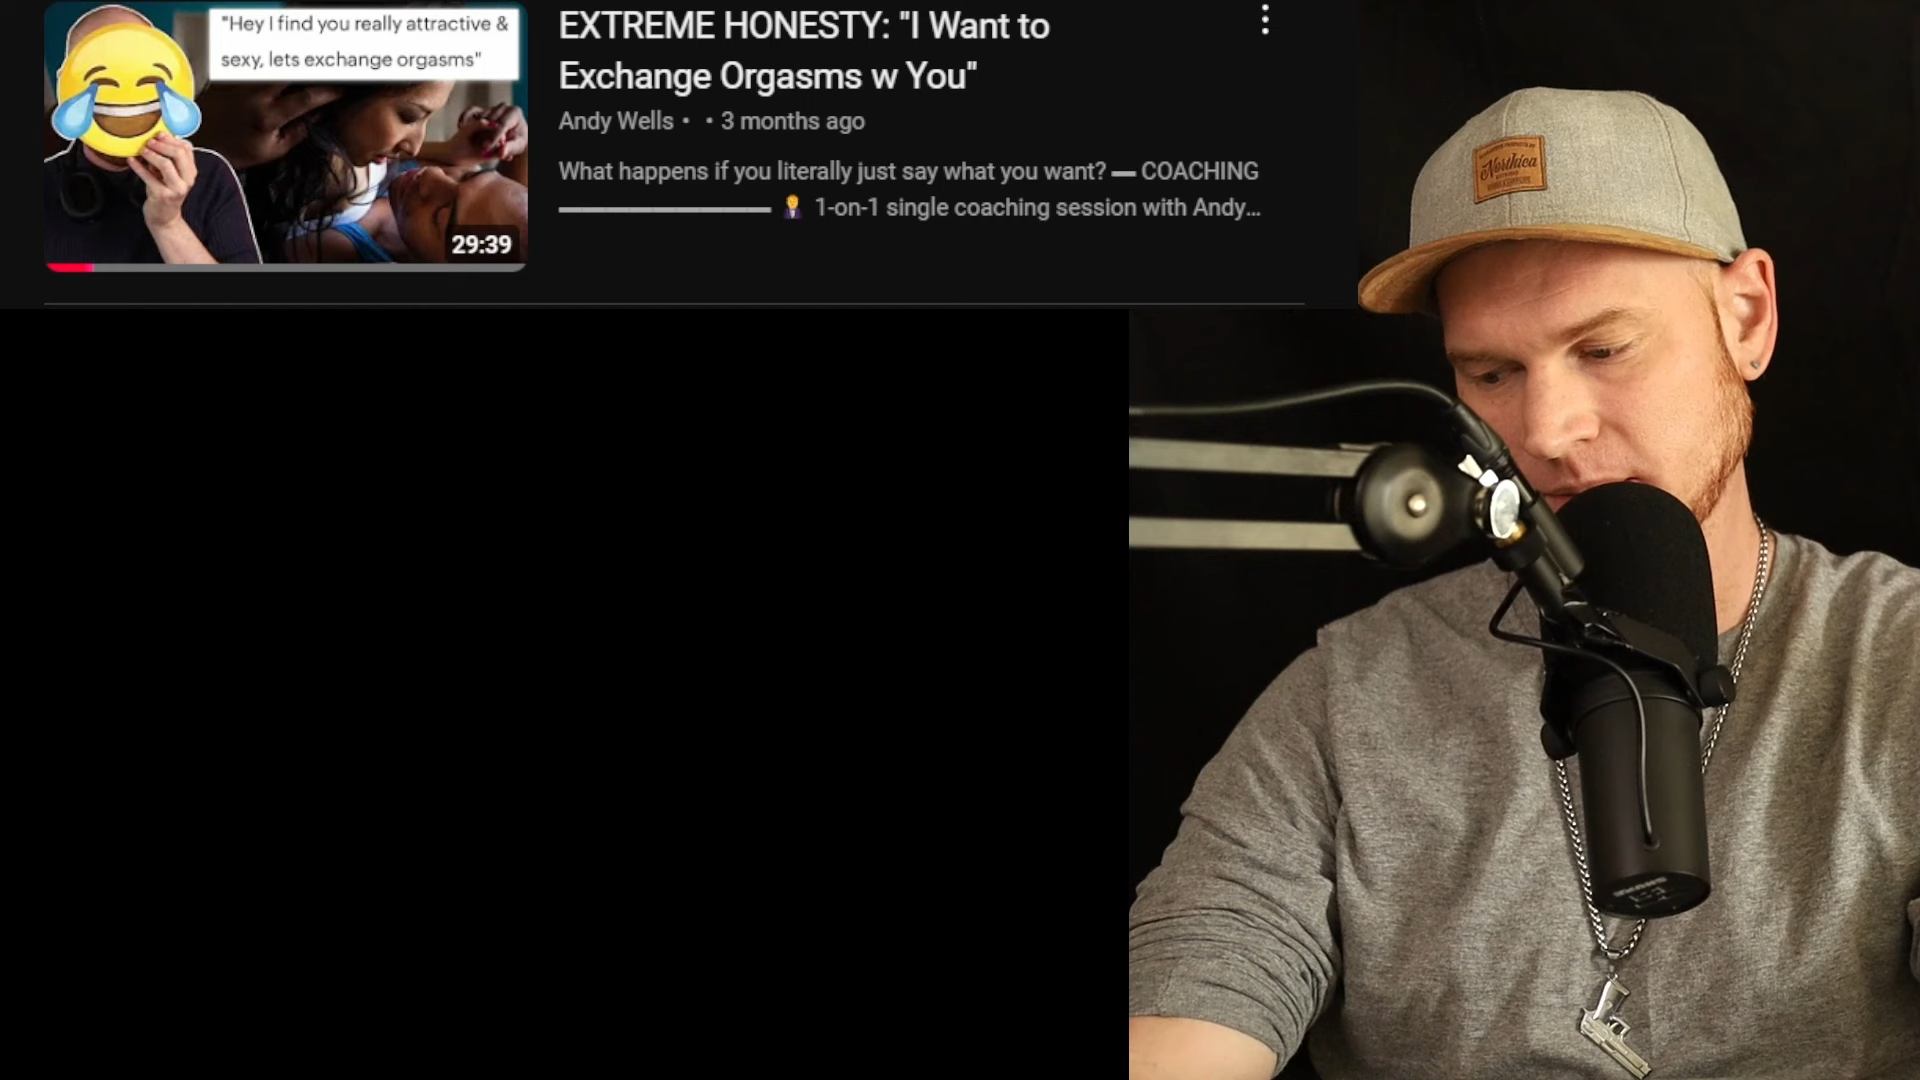 "Hey I find you really attractive &
sexy, lets exchange orgasms"
29:39
EXTREME HONESTY: "I Want to
Exchange Orgasms w You"
Andy Wells • • 3 months ago
What happens if you literally just say what you want? ▬ COACHING
▬▬▬▬▬▬▬▬▬ 🤵 1-on-1 single coaching session with Andy...
Northica